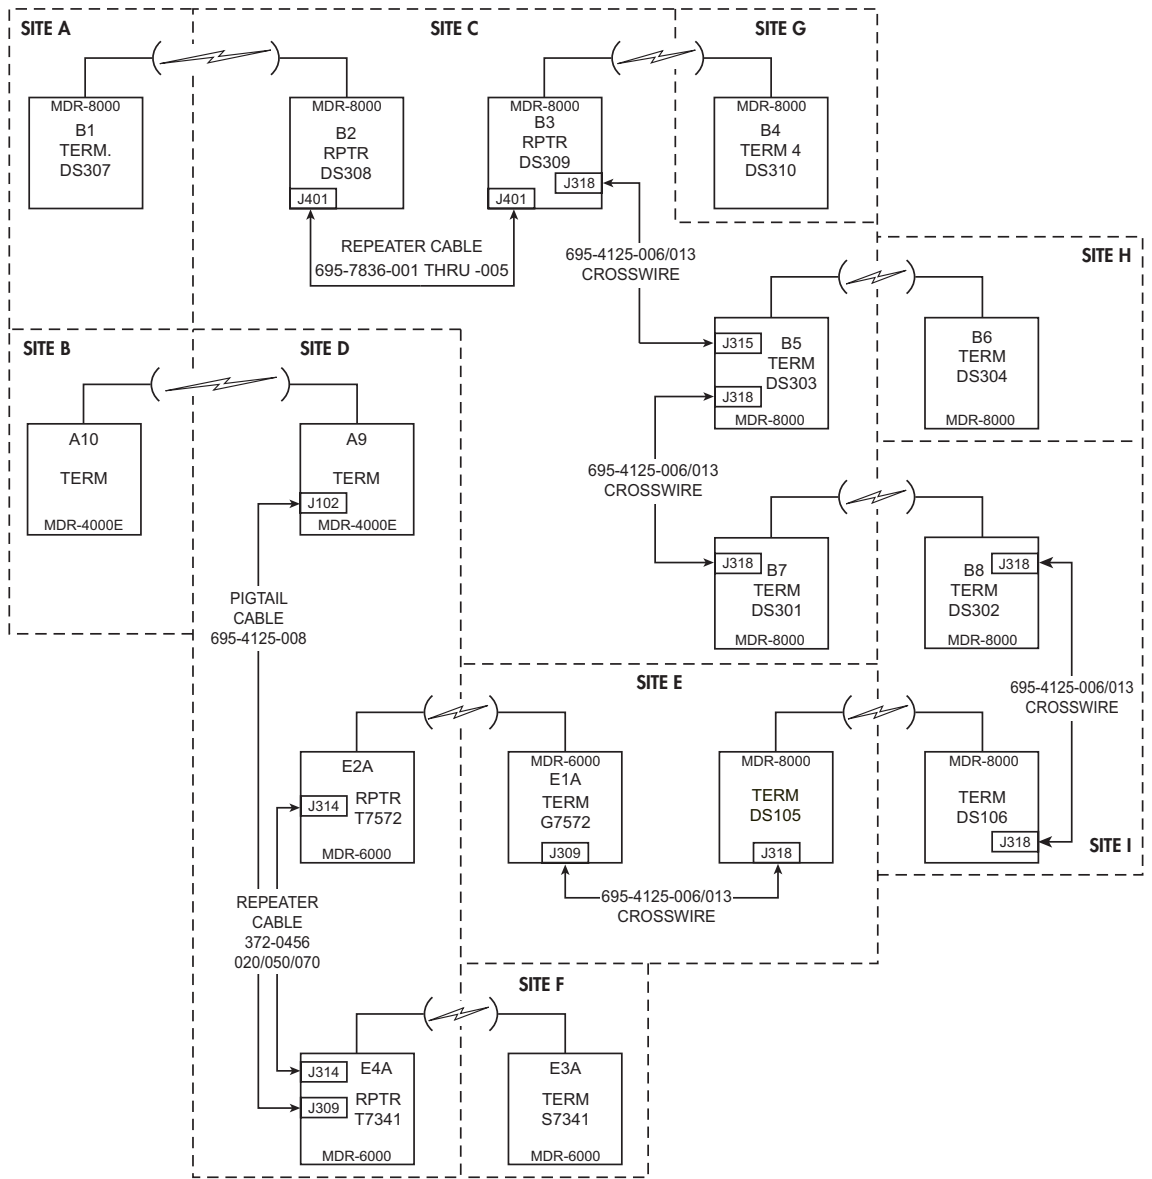 SITE A
SITE C
SITE G
MDR-8000
B1
TERM.
DS307
MDR-8000
B2
RPTR
DS308
J401
MDR-8000
B3
RPTR
DS309
J318
J401
MDR-8000
B4
TERM 4
DS310
REPEATER CABLE
695-7836-001 THRU -005
695-4125-006/013
CROSSWIRE
SITE H
J315
B5
TERM
DS303
J318
MDR-8000
B6
TERM
DS304
MDR-8000
SITE B
SITE D
A10
TERM
MDR-4000E
A9
TERM
J102
MDR-4000E
695-4125-006/013
CROSSWIRE
J318
B7
TERM
DS301
MDR-8000
J318
B8
TERM
DS302
MDR-8000
PIGTAIL
CABLE
695-4125-008
SITE E
695-4125-006/013
CROSSWIRE
E2A
J314
RPTR
T7572
MDR-6000
MDR-6000
E1A
TERM
G7572
J309
MDR-8000
TERM
DS105
J318
MDR-8000
TERM
DS106
J318
SITE I
695-4125-006/013
CROSSWIRE
REPEATER
CABLE
372-0456
020/050/070
SITE F
J314
E4A
J309
RPTR
T7341
MDR-6000
E3A
TERM
S7341
MDR-6000